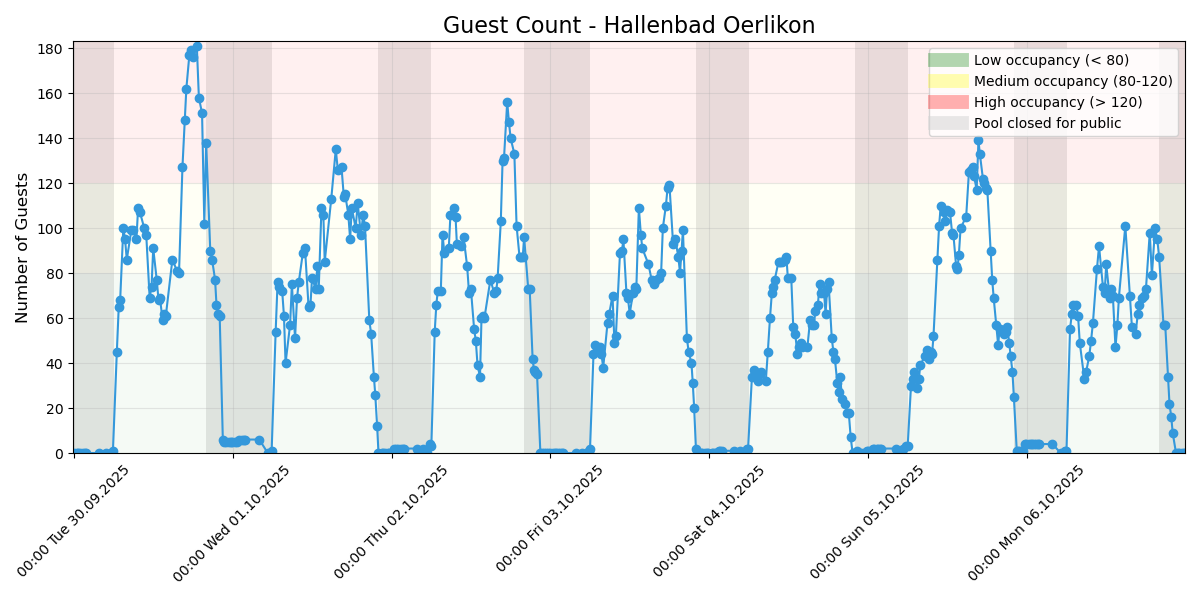 Guest Count - Hallenbad Oerlikon
Low occupancy (< 80)
Medium occupancy (80-120)
High occupancy (> 120)
Pool closed for public
Number of Guests
180
160
140
120
100
80
60
40
20
0
00:00 Tue 30.09.2025
00:00 Wed 01.10.2025
00:00 Thu 02.10.2025
00:00 Fri 03.10.2025
00:00 Sat 04.10.2025
00:00 Sun 05.10.2025
00:00 Mon 06.10.2025